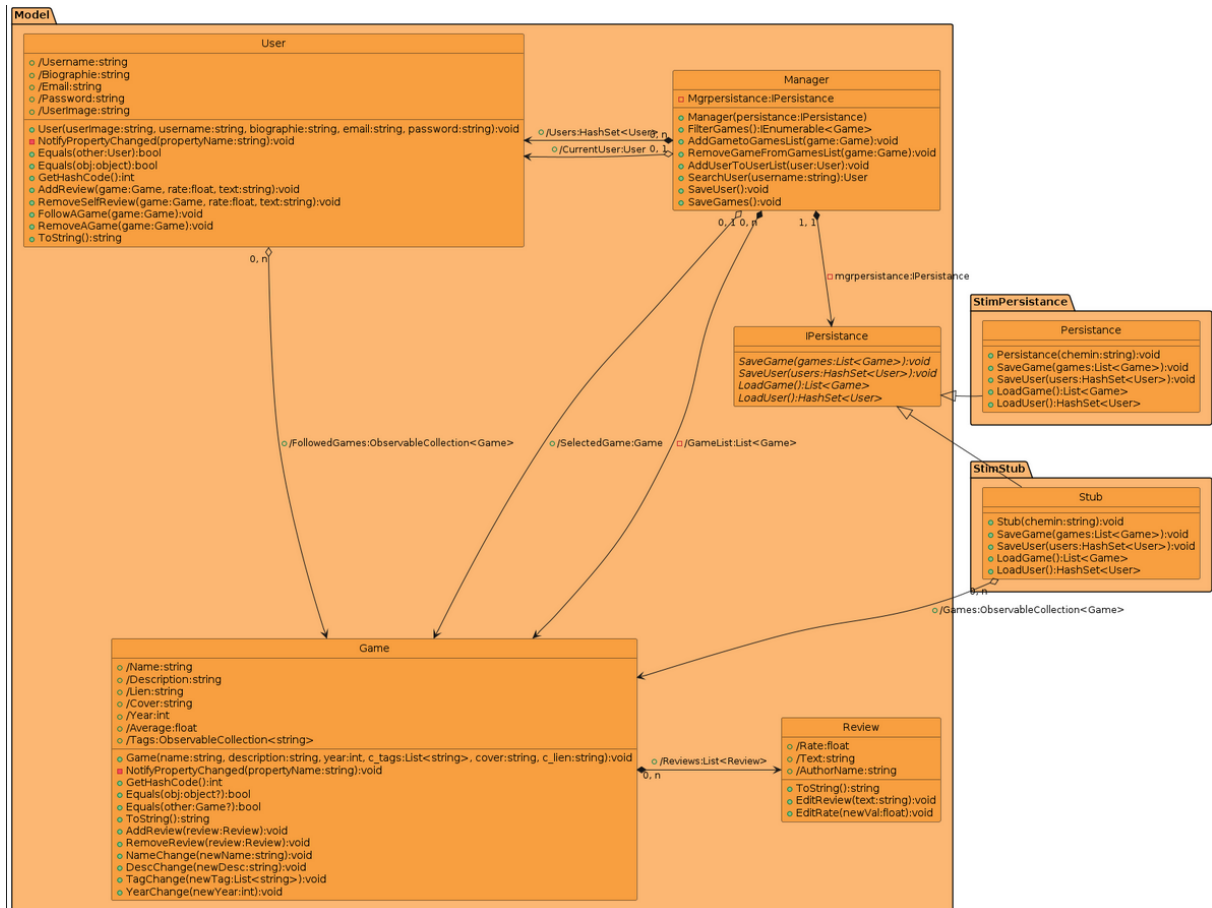 Model
User
/Username:string
/Biographie:string
/Email:string
/Password:string
/UserImage:string
User(userImage:string, username:string, biographie:string, email:string, password:string):void
NotifyPropertyChanged(propertyName:string):void
Equals(other:User):bool
Equals(obj:object):bool
GetHashCode():int
AddReview(game:Game, rate:float, text:string):void
RemoveSelfReview(game:Game, rate:float, text:string):void
FollowAGame(game:Game):void
RemoveAGame(game:Game):void
ToString():string
0, n
/Users:HashSet<User>
0, n
/CurrentUser:User
0, 1
Manager
Mgrpersistance:IPersistance
Manager(persistance:IPersistance)
FilterGames():IEnumerable<Game>
AddGametoGamesList(game:Game):void
RemoveGameFromGamesList(game:Game):void
AddUserToUserList(user:User):void
SearchUser(username:string):User
SaveUser():void
SaveGames():void
0, 1
0, n
1, 1
mgrpersistance:IPersistance
IPersistance
SaveGame(games:List<Game>):void
SaveUser(users:HashSet<User>):void
LoadGame():List<Game>
LoadUser():HashSet<User>
StimPersistance
Persistance
Persistance(chemin:string):void
SaveGame(games:List<Game>):void
SaveUser(users:HashSet<User>):void
LoadGame():List<Game>
LoadUser():HashSet<User>
/FollowedGames:ObservableCollection<Game>
/SelectedGame:Game
/GameList:List<Game>
StimStub
Stub
Stub(chemin:string):void
SaveGame(games:List<Game>):void
SaveUser(users:HashSet<User>):void
LoadGame():List<Game>
LoadUser():HashSet<User>
0, n
/Games:ObservableCollection<Game>
Game
/Name:string
/Description:string
/Lien:string
/Cover:string
/Year:int
/Average:float
/Tags:ObservableCollection<string>
Game(name:string, description:string, year:int, c_tags:List<string>, cover:string, c_lien:string):void
NotifyPropertyChanged(propertyName:string):void
GetHashCode():int
Equals(obj:object?):bool
Equals(other:Game?):bool
ToString():string
AddReview(review:Review):void
RemoveReview(review:Review):void
NameChange(newName:string):void
DescChange(newDesc:string):void
TagChange(newTag:List<string>):void
YearChange(newYear:int):void
/Reviews:List<Review>
0, n
Review
/Rate:float
/Text:string
/AuthorName:string
ToString():string
EditReview(text:string):void
EditRate(newVal:float):void